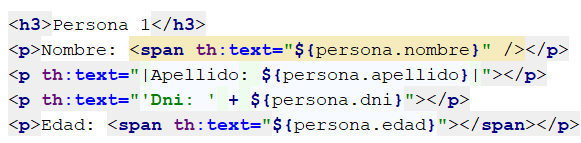 <h3>Persona 1</h3>
<p>Nombre: <span th:text="${persona.nombre}" /></p>
<p th:text="|Apellido: ${persona.apellido}|"></p>
<p th:text="'Dni: ' + ${persona.dni}"></p>
<p>Edad: <span th:text="${persona.edad}"></span></p>